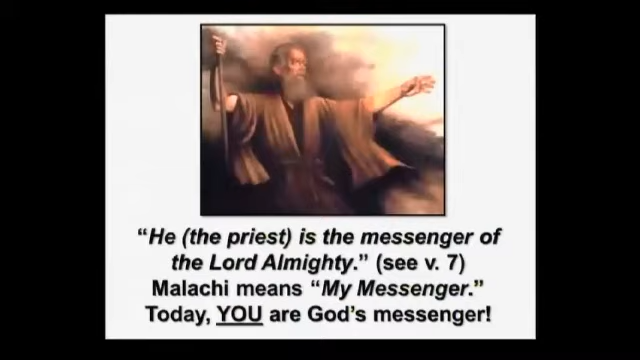 “He (the priest) is the messenger of
the Lord Almighty.” (see v. 7)
Malachi means “My Messenger.”
Today, YOU are God’s messenger!